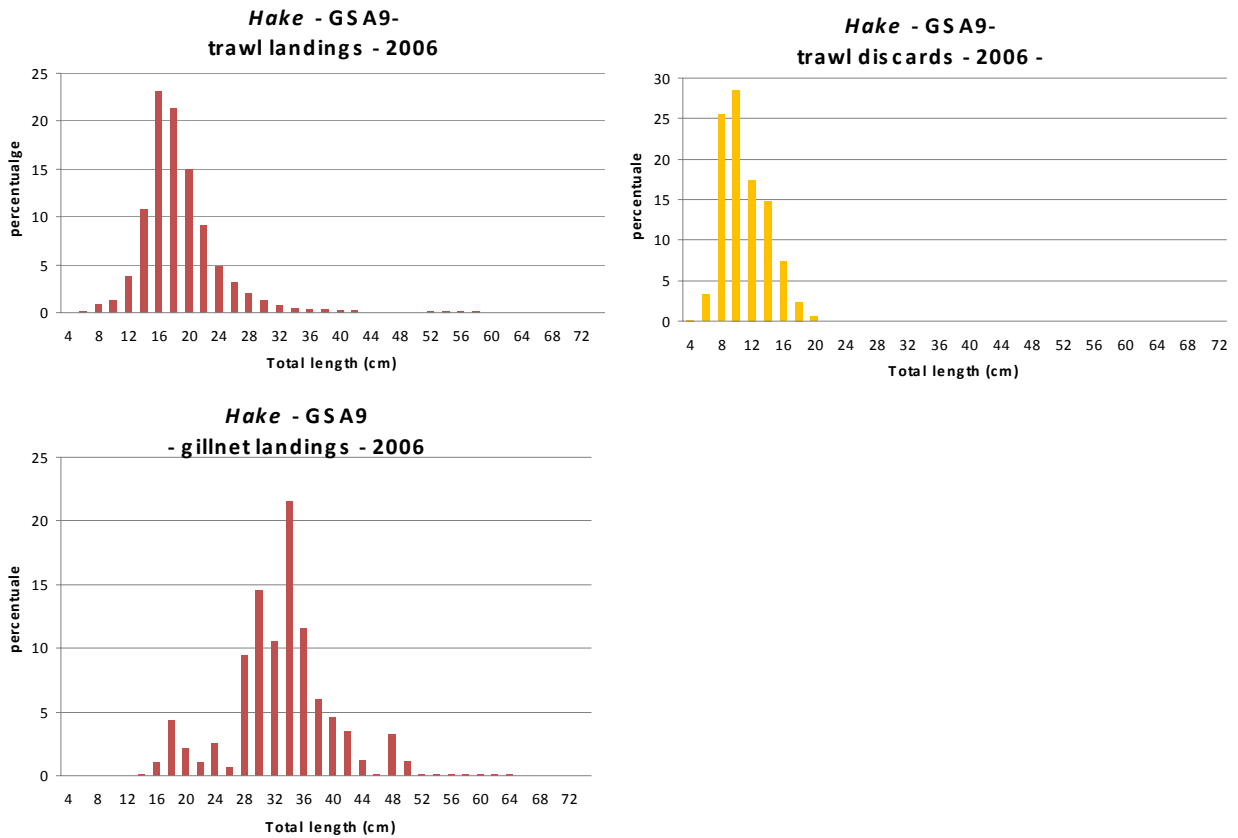 Hake - GSA9-
trawl landings - 2006
25
20
15
10
5
0
percentualge
4 8 12 16 20 24 28 32 36 40 44 48 52 56 60 64 68 72
Total length (cm)
Hake - GSA9-
trawl discards - 2006 -
30
25
20
15
10
5
0
percentuale
4 8 12 16 20 24 28 32 36 40 44 48 52 56 60 64 68 72
Total length (cm)
Hake - GSA9
- gillnet landings - 2006
25
20
15
10
5
0
percentuale
4 8 12 16 20 24 28 32 36 40 44 48 52 56 60 64 68 72
Total length (cm)